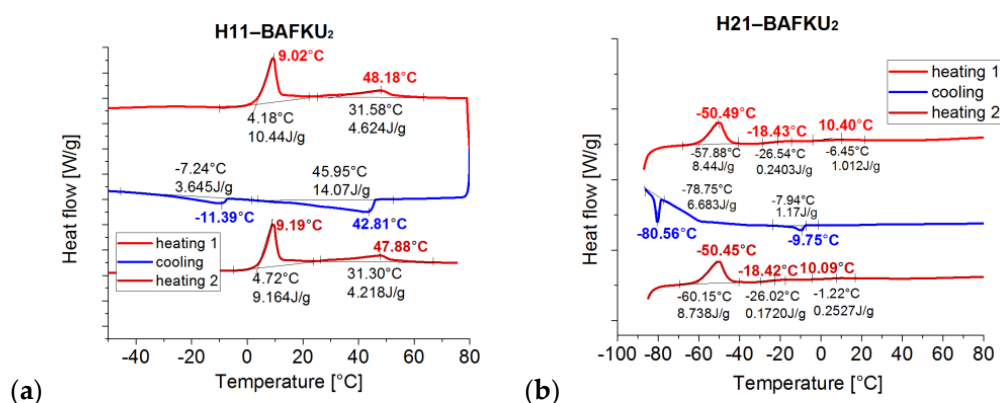 H11–BAFKU₂
9.02°C
48.18°C
4.18°C
10.44J/g
31.58°C
4.624J/g
-7.24°C
3.645J/g
45.95°C
14.07J/g
-11.39°C
42.81°C
9.19°C
47.88°C
heating 1
cooling
heating 2
4.72°C
9.164J/g
31.30°C
4.218J/g
Heat flow [W/g]
-40 -20 0 20 40 60 80
Temperature [°C]
(a)
H21–BAFKU₂
heating 1
cooling
heating 2
-50.49°C
-18.43°C
10.40°C
-57.88°C
8.44J/g
-26.54°C
0.2403J/g
-6.45°C
1.012J/g
-78.75°C
6.683J/g
-7.94°C
1.17J/g
-80.56°C
-9.75°C
-50.45°C
-18.42°C
10.09°C
-60.15°C
8.738J/g
-26.02°C
0.1720J/g
-1.22°C
0.2527J/g
Heat flow [W/g]
-100 -80 -60 -40 -20 0 20 40 60 80
Temperature [°C]
(b)